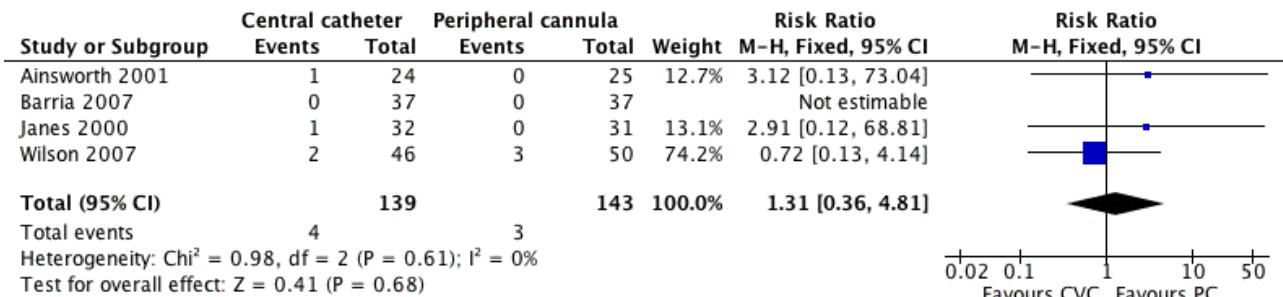 Central catheter Peripheral cannula Risk Ratio Risk Ratio
Study or Subgroup Events Total Events Total Weight M-H, Fixed, 95% CI M-H, Fixed, 95% CI
Ainsworth 2001 1 24 0 25 12.7% 3.12 [0.13, 73.04]
Barria 2007 0 37 0 37 Not estimable
Janes 2000 1 32 0 31 13.1% 2.91 [0.12, 68.81]
Wilson 2007 2 46 3 50 74.2% 0.72 [0.13, 4.14]
Total (95% CI) 139 143 100.0% 1.31 [0.36, 4.81]
Total events 4 3
Heterogeneity: Chi² = 0.98, df = 2 (P = 0.61); I² = 0%
Test for overall effect: Z = 0.41 (P = 0.68)
0.02 0.1 1 10 50
Favours CVC Favours PC